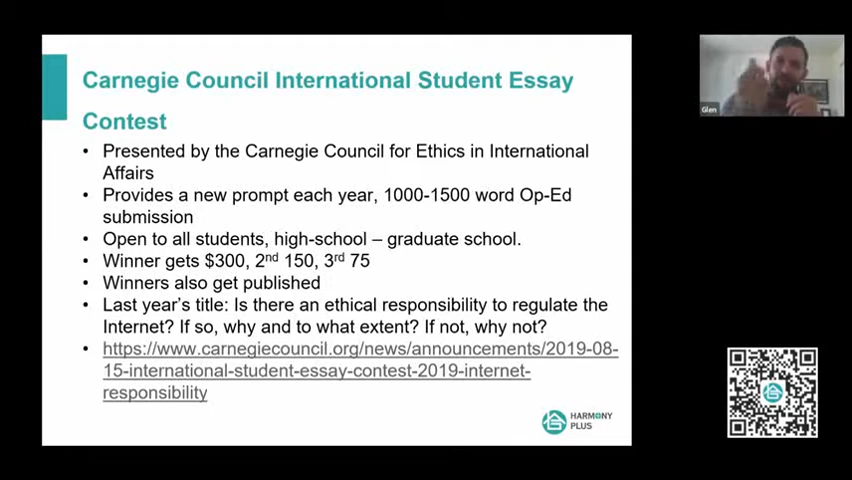 Carnegie Council International Student Essay
Contest
• Presented by the Carnegie Council for Ethics in International
Affairs
• Provides a new prompt each year, 1000-1500 word Op-Ed
submission
• Open to all students, high-school – graduate school.
• Winner gets $300, 2nd 150, 3rd 75
• Winners also get published
• Last year’s title: Is there an ethical responsibility to regulate the
Internet? If so, why and to what extent? If not, why not?
• https://www.carnegiecouncil.org/news/announcements/2019-08-
15-international-student-essay-contest-2019-internet-
responsibility
HARMONY
PLUS
Glen